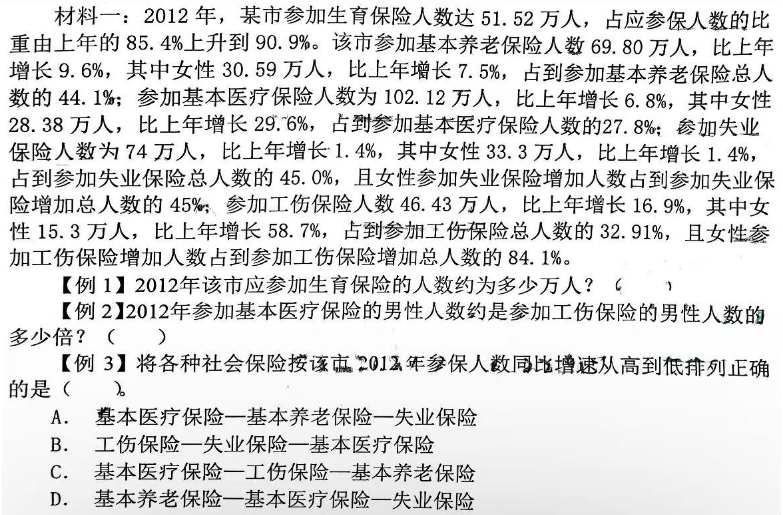 材料一：2012 年，某市参加生育保险人数达 51.52 万人，占应参保人数的比
重由上年的 85.4%上升到 90.9%。该市参加基本养老保险人数 69.80 万人，比上年
增长 9.6%，其中女性 30.59 万人，比上年增长 7.5%，占到参加基本养老保险总人
数的 44.1%；参加基本医疗保险人数为 102.12 万人，比上年增长 6.8%，其中女性
28.38 万人，比上年增长 29.6%，占到参加基本医疗保险人数的27.8%；参加失业
保险人数为 74 万人，比上年增长 1.4%，其中女性 33.3 万人，比上年增长 1.4%，
占到参加失业保险总人数的 45.0%，且女性参加失业保险增加人数占到参加失业保
险增加总人数的 45%；参加工伤保险人数 46.43 万人，比上年增长 16.9%，其中女
性 15.3 万人，比上年增长 58.7%，占到参加工伤保险总人数的 32.91%，且女性参
加工伤保险增加人数占到参加工伤保险增加总人数的 84.1%。
【例 1】2012年该市应参加生育保险的人数约为多少万人？（ ）
【例 2】2012年参加基本医疗保险的男性人数约是参加工伤保险的男性人数的
多少倍？（ ）
【例 3】将各种社会保险按该市 2012 年参保人数同比增速从高到低排列正确
的是（ ）。
A． 基本医疗保险—基本养老保险—失业保险
B． 工伤保险—失业保险—基本医疗保险
C． 基本医疗保险—工伤保险—基本养老保险
D． 基本养老保险—基本医疗保险—失业保险